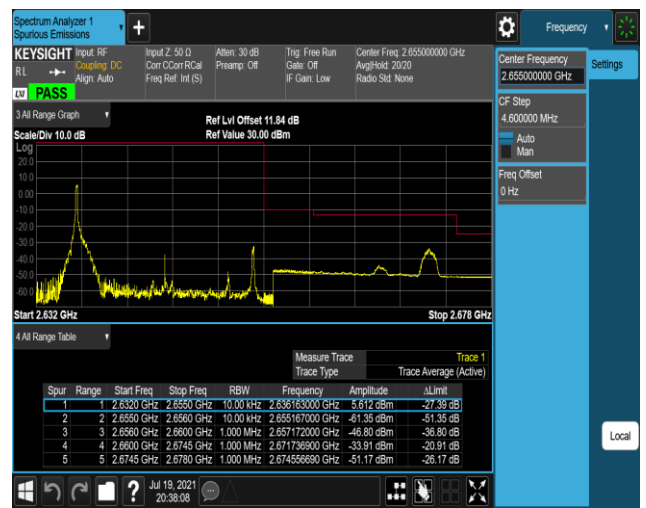 Spectrum Analyzer 1
Spurious Emissions
Frequency
KEYSIGHT Input: RF Input Z: 50 Ω Atten: 30 dB Trig: Free Run Center Freq: 2.655000000 GHz
RL Coupling: DC Corr CCorr RCal Preamp: Off Gate: Off Avg|Hold: 20/20
Align: Auto Freq Ref: Int (S) IF Gain: Low Radio Std: None
LXI PASS
Center Frequency
2.655000000 GHz
Settings
CF Step
4.600000 MHz
Auto
Man
Freq Offset
0 Hz
Local
3 All Range Graph
Ref Lvl Offset 11.84 dB
Scale/Div 10.0 dB Ref Value 30.00 dBm
Log
20.0
10.0
0.00
-10.0
-20.0
-30.0
-40.0
-50.0
-60.0
Start 2.632 GHz Stop 2.678 GHz
4 All Range Table
Measure Trace Trace 1
Trace Type Trace Average (Active)
Spur Range Start Freq Stop Freq RBW Frequency Amplitude ΔLimit
1 1 2.6320 GHz 2.6550 GHz 10.00 kHz 2.636163000 GHz 5.612 dBm -27.39 dB
2 2 2.6550 GHz 2.6560 GHz 10.00 kHz 2.655167000 GHz -61.35 dBm -51.35 dB
3 3 2.6560 GHz 2.6600 GHz 1.000 MHz 2.657172000 GHz -46.80 dBm -36.80 dB
4 4 2.6600 GHz 2.6745 GHz 1.000 MHz 2.671736900 GHz -33.91 dBm -20.91 dB
5 5 2.6745 GHz 2.6780 GHz 1.000 MHz 2.674556690 GHz -51.17 dBm -26.17 dB
Jul 19, 2021
20:38:08